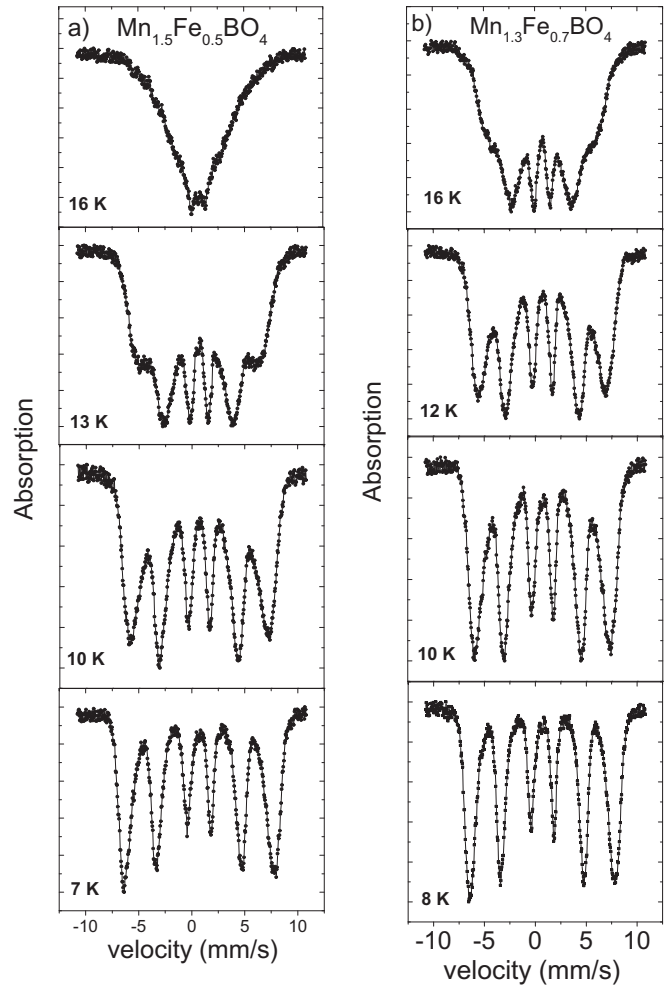 a) Mn1.5Fe0.5BO4
16 K
13 K
10 K
7 K
Absorption
-10 -5 0 5 10
velocity (mm/s)
b) Mn1.3Fe0.7BO4
16 K
12 K
10 K
8 K
Absorption
-10 -5 0 5 10
velocity (mm/s)